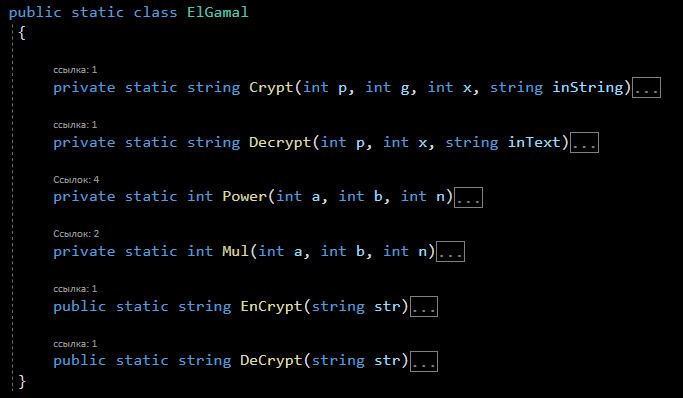 public static class ElGamal
{
ссылка: 1
private static string Crypt(int p, int g, int x, string inString)...
ссылка: 1
private static string Decrypt(int p, int x, string inText)...
Ссылок: 4
private static int Power(int a, int b, int n)...
Ссылок: 2
private static int Mul(int a, int b, int n)...
ссылка: 1
public static string EnCrypt(string str)...
ссылка: 1
public static string DeCrypt(string str)...
}